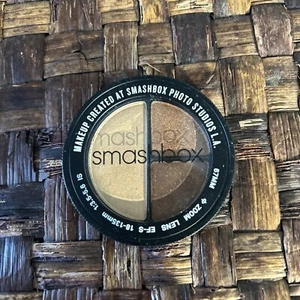 MAKEUP CREATED AT SMASHBOX PHOTO STUDIOS L.A.
smashbox
67MM ZOOM LENS EF-S 18-135MM 1:3.5-5.6 IS